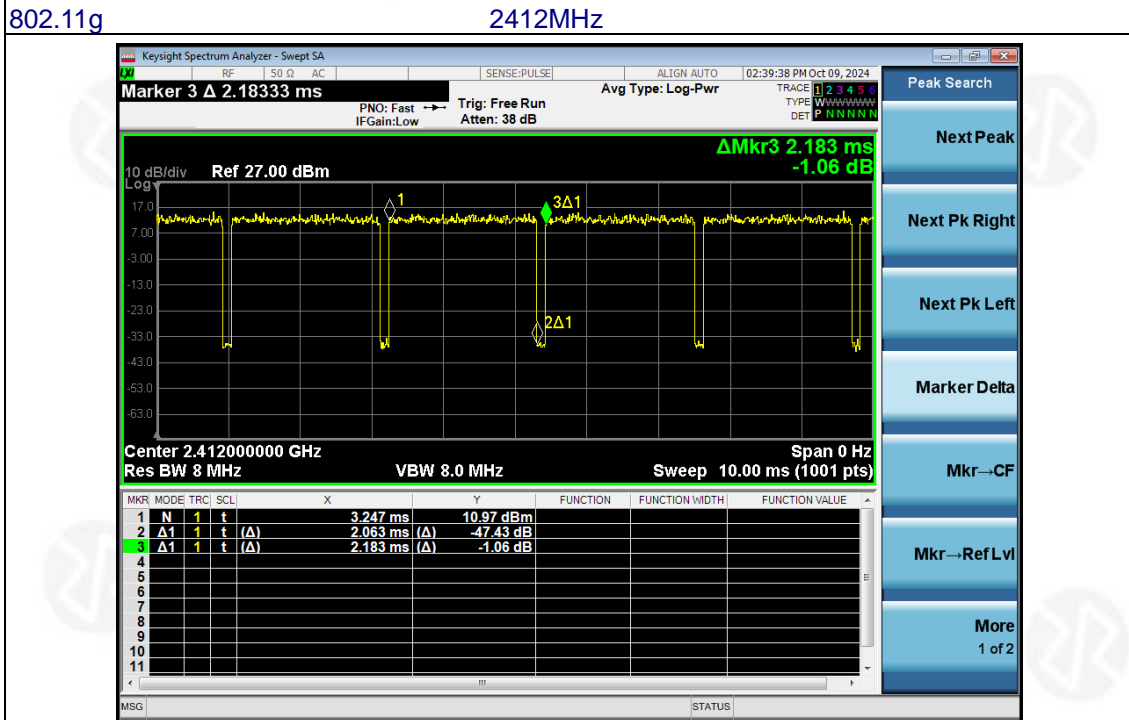 802.11g 2412MHz
Keysight Spectrum Analyzer - Swept SA
LXI RF 50 Ω AC SENSE:PULSE ALIGN AUTO 02:39:38 PM Oct 09, 2024
Marker 3 Δ 2.18333 ms
PNO: Fast
IFGain:Low
Trig: Free Run
Atten: 38 dB
Avg Type: Log-Pwr
TRACE 1 2 3 4 5 6
TYPE WWWWWWW
DET P N N N N N
Peak Search
ΔMkr3 2.183 ms
-1.06 dB
10 dB/div Ref 27.00 dBm
Log
17.0
7.00
-3.00
-13.0
-23.0
-33.0
-43.0
-53.0
-63.0
1
3Δ1
2Δ1
Center 2.412000000 GHz Span 0 Hz
Res BW 8 MHz VBW 8.0 MHz Sweep 10.00 ms (1001 pts)
MKR MODE TRC SCL X Y FUNCTION FUNCTION WIDTH FUNCTION VALUE
1 N 1 t 3.247 ms 10.97 dBm
2 Δ1 1 t (Δ) 2.063 ms (Δ) -47.43 dB
3 Δ1 1 t (Δ) 2.183 ms (Δ) -1.06 dB
4
5
6
7
8
9
10
11
MSG STATUS
Next Peak
Next Pk Right
Next Pk Left
Marker Delta
Mkr→CF
Mkr→Ref Lvl
More
1 of 2